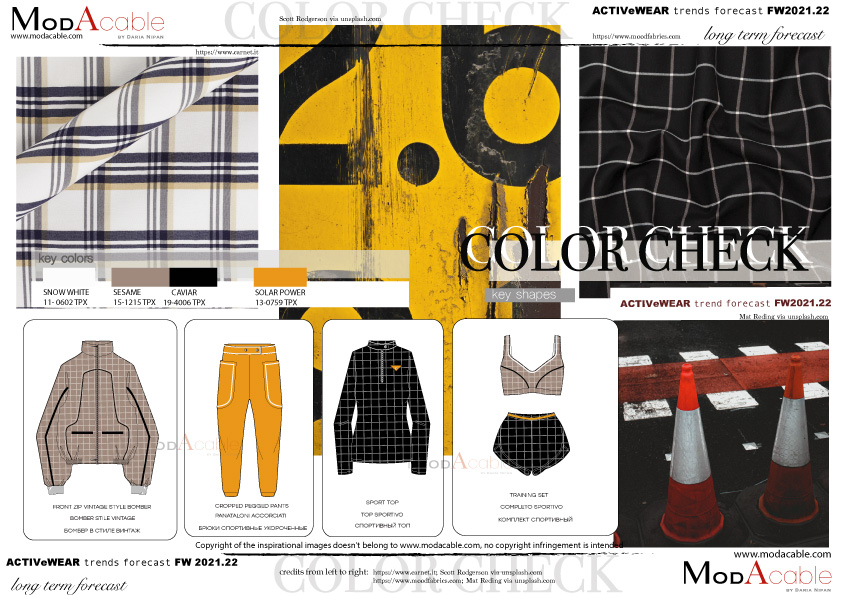 MODACABLE
www.modacable.com
BY DARIA NIPAR
COLOR CHECK
Scott Rodgerson via unsplash.com
ACTIVeWEAR trends forecast FW2021.22
https://www.carnet.it
https://www.moodfabrics.com
long term forecast
2.6
key colors
COLOR CHECK
SNOW WHITE
11- 0602 TPX
SESAME
15-1215 TPX
CAVIAR
19-4006 TPX
SOLAR POWER
13-0759 TPX
key shapes
ACTIVeWEAR trend forecast FW2021.22
Mat Reding via unsplash.com
MODACABLE
MODACABLE
FRONT ZIP VINTAGE STYLE BOMBER
BOMBER STILE VINTAGE
БОМБЕР В СТИЛЕ ВИНТАЖ
CROPPED PEGGED PANTS
PANATALONI ACCORCIATI
БРЮКИ СПОРТИВНЫЕ УКОРОЧЕННЫЕ
SPORT TOP
TOP SPORTIVO
СПОРТИВНЫЙ ТОП
TRAINING SET
COMPLETO SPORTIVO
КОМПЛЕКТ СПОРТИВНЫЙ
Copyright of the inspirational images doesn't belong to www.modacable.com, no copyright infringement is intended
www.modacable.com
ACTIVeWEAR trends forecast FW 2021.22
long term forecast
COLOR CHECK
credits from left to right: https://www.carnet.it; Scott Rodgerson via unsplash.com
https://www.moodfabrics.com; Mat Reding via unsplash.com
MODACABLE
BY DARIA NIPAR